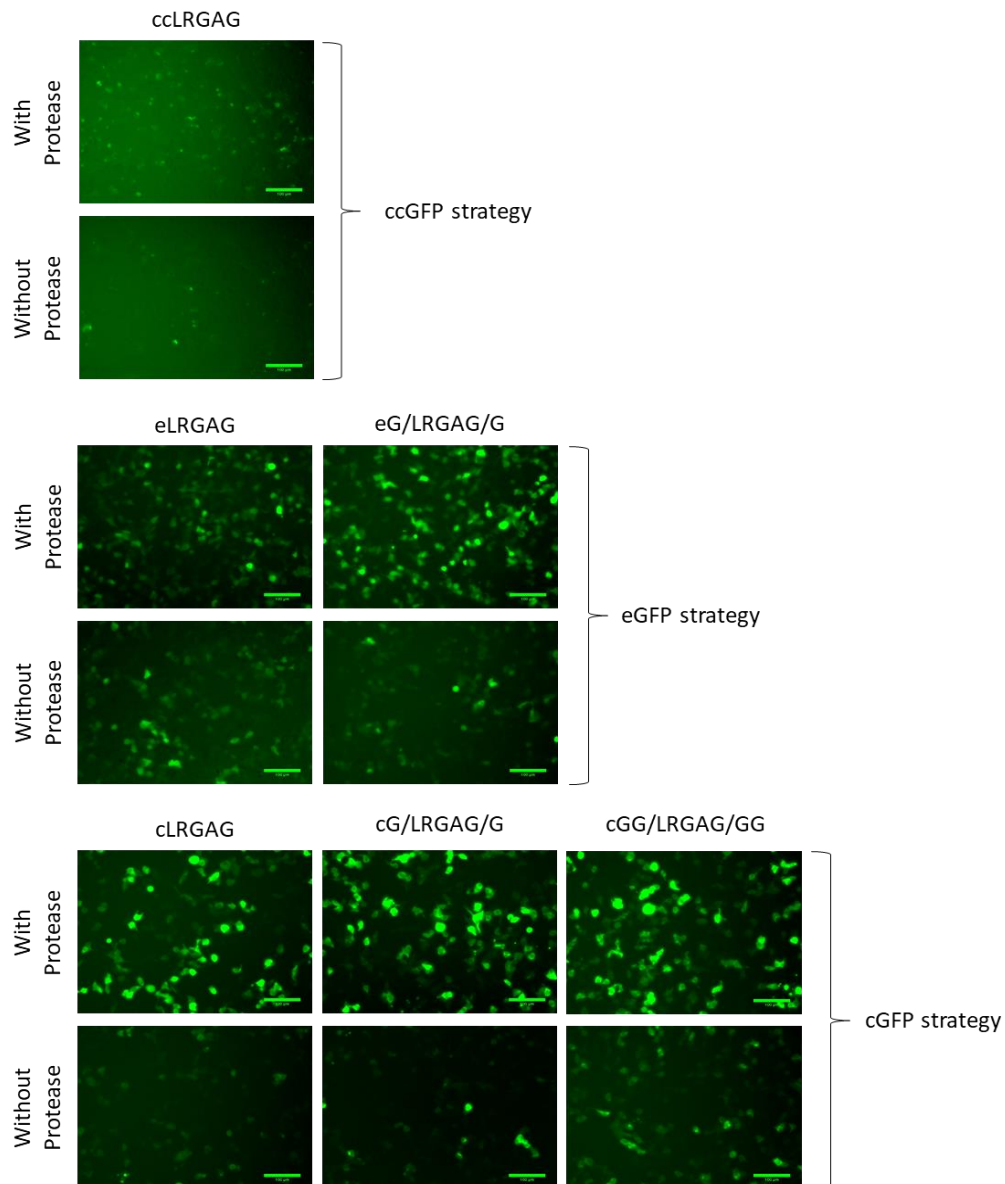 ccLRGAG
With
Protease
Without
Protease
ccGFP strategy
eLRGAG
eG/LRGAG/G
With
Protease
Without
Protease
eGFP strategy
cLRGAG
cG/LRGAG/G
cGG/LRGAG/GG
With
Protease
Without
Protease
cGFP strategy